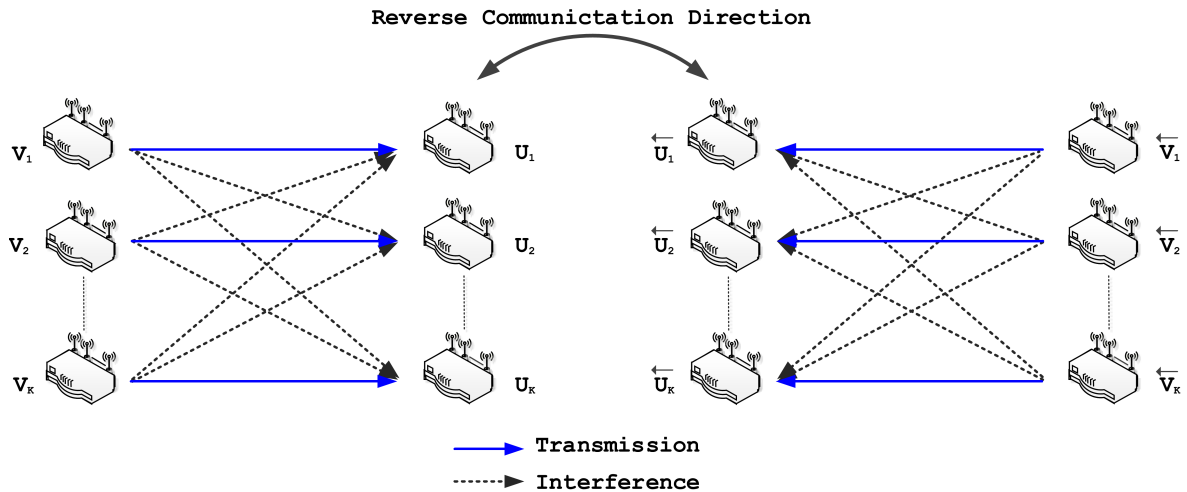 Reverse Communictation Direction
V₁ U₁ ←U₁ ←V₁
V₂ U₂ ←U₂ ←V₂
Vₖ Uₖ ←Uₖ ←Vₖ
Transmission
Interference